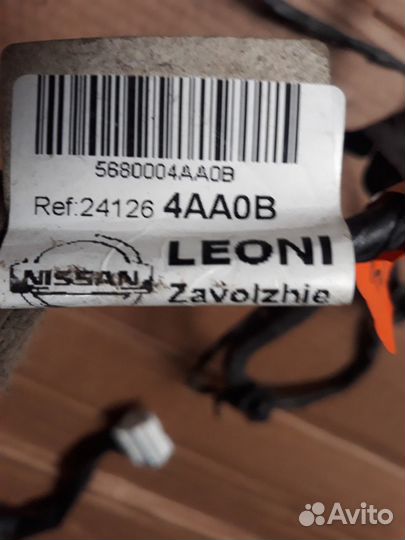 5680004AA0B
Ref:24126 4AA0B
NISSAN
LEONI
Zavolzhie
Avito